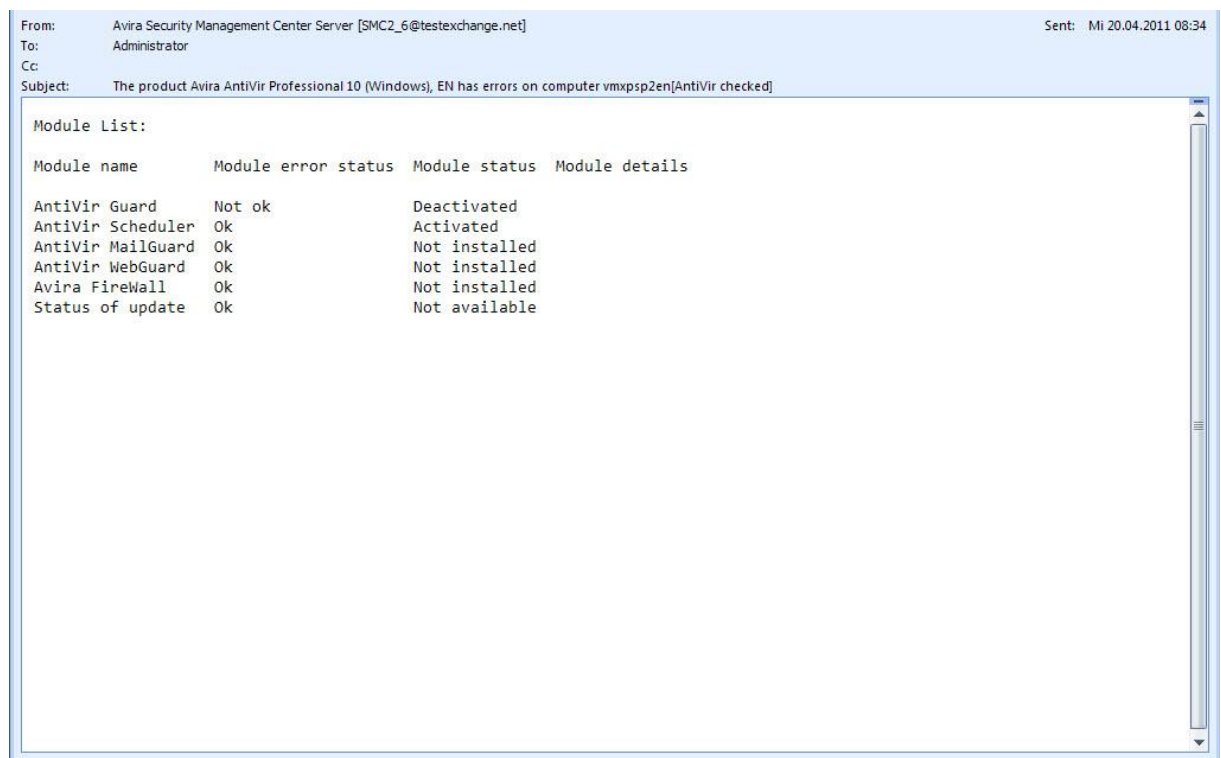 From: Avira Security Management Center Server [SMC2_6@testexchange.net] Sent: Mi 20.04.2011 08:34
To: Administrator
Cc:
Subject: The product Avira AntiVir Professional 10 (Windows), EN has errors on computer vmxpsp2en[AntiVir checked]
Module List:
Module name Module error status Module status Module details
AntiVir Guard Not ok Deactivated
AntiVir Scheduler Ok Activated
AntiVir MailGuard Ok Not installed
AntiVir WebGuard Ok Not installed
Avira FireWall Ok Not installed
Status of update Ok Not available